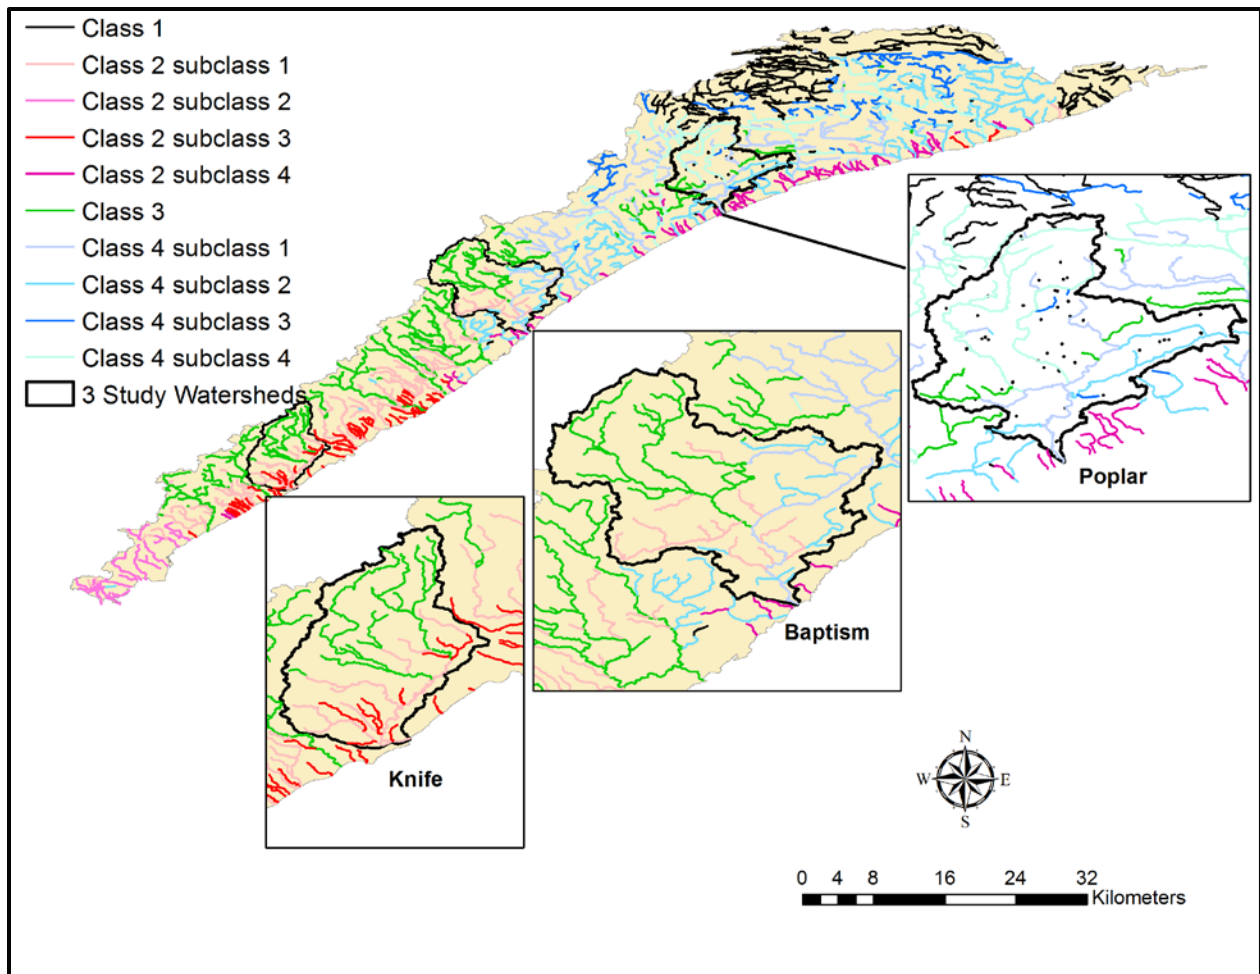 Class 1
Class 2 subclass 1
Class 2 subclass 2
Class 2 subclass 3
Class 2 subclass 4
Class 3
Class 4 subclass 1
Class 4 subclass 2
Class 4 subclass 3
Class 4 subclass 4
3 Study Watersheds
Poplar
Baptism
Knife
N
W E
S
0 4 8 16 24 32
Kilometers